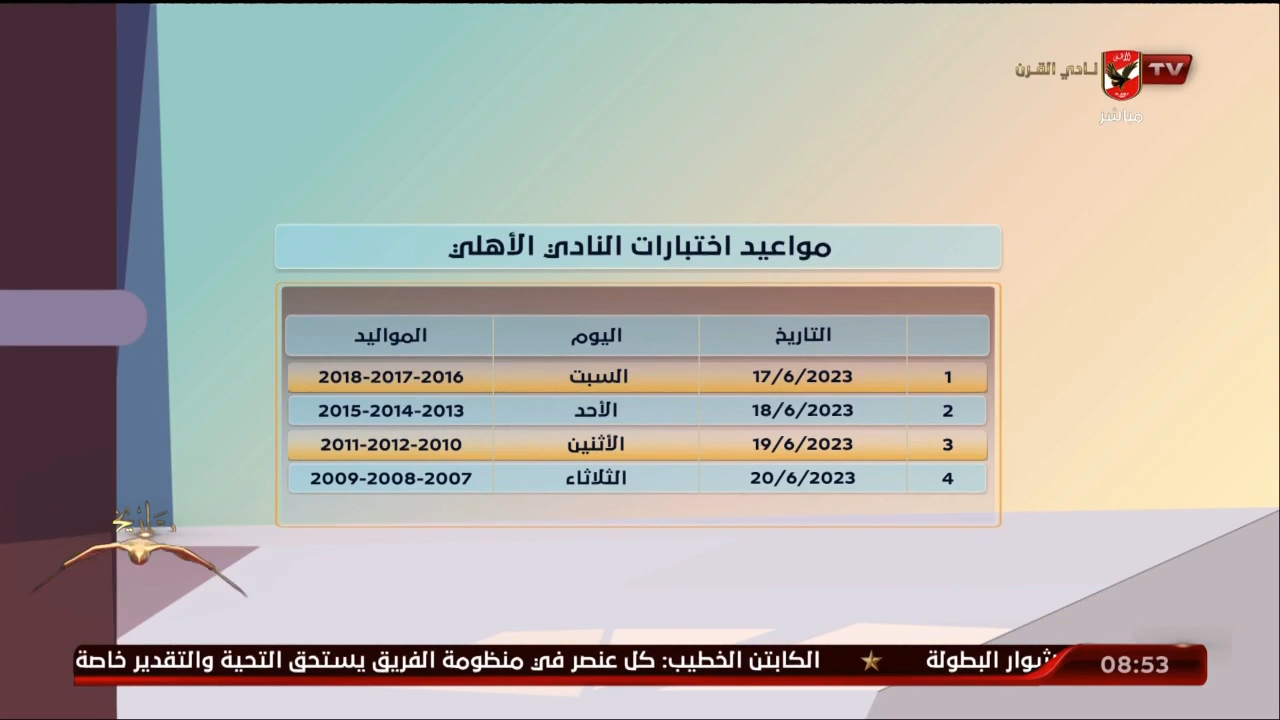 TV
نادي القرن
مباشر
مواعيد اختبارات النادي الأهلي
التاريخ اليوم المواليد
1 17/6/2023 السبت 2018-2017-2016
2 18/6/2023 الأحد 2015-2014-2013
3 19/6/2023 الأثنين 2011-2012-2010
4 20/6/2023 الثلاثاء 2009-2008-2007
البطولة ★ الكابتن الخطيب: كل عنصر في منظومة الفريق يستحق التحية والتقدير خاصة
08:53